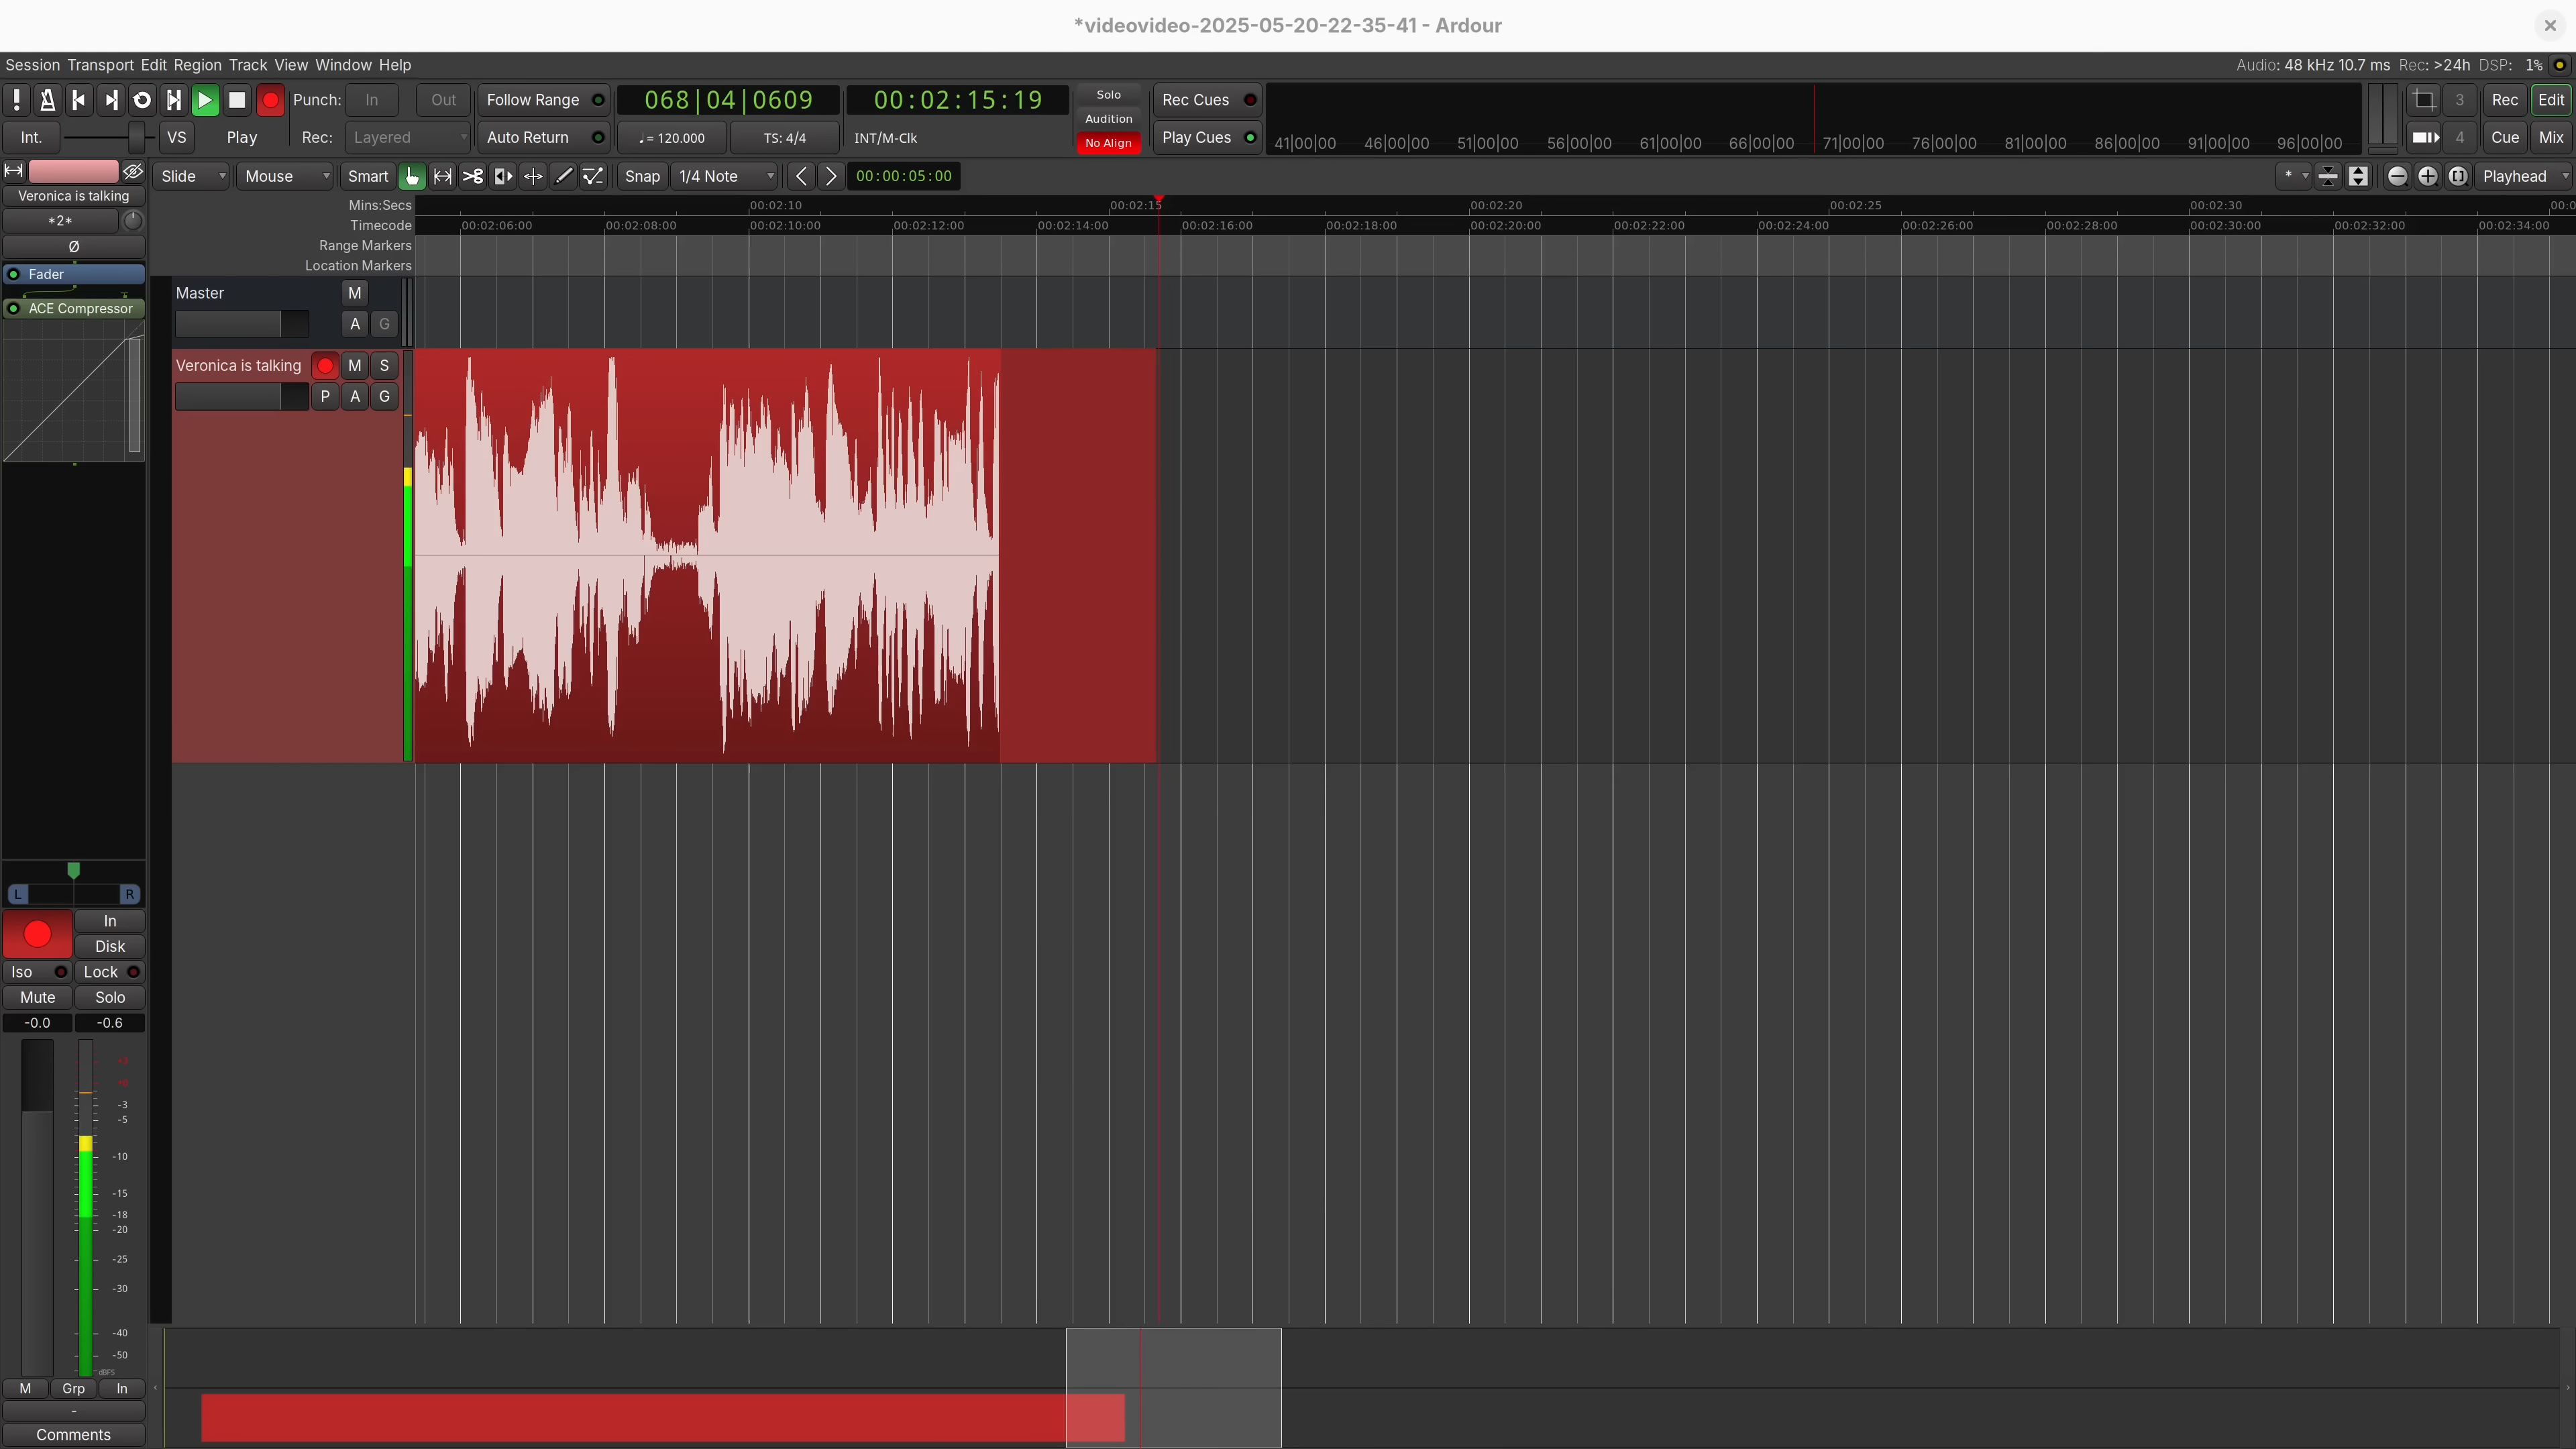 *videovideo-2025-05-20-22-35-41 - Ardour
Session Transport Edit Region Track View Window Help
Audio: 48 kHz 10.7 ms Rec: >24h DSP: 1%
Punch: In Out Follow Range 068|04|0609 00:02:15:19 Solo Rec Cues
Audition
3 Rec Edit
Int. VS Play Rec: Layered Auto Return ♩ = 120.000 TS: 4/4 INT/M-Clk No Align Play Cues
41|00|00 46|00|00 51|00|00 56|00|00 61|00|00 66|00|00 71|00|00 76|00|00 81|00|00 86|00|00 91|00|00 96|00|00
4 Cue Mix
Slide Mouse Smart Snap 1/4 Note 00:00:05:00 * Playhead
Veronica is talking
*2*
Ø
Fader
ACE Compressor
Mins:Secs 00:02:10 00:02:15 00:02:20 00:02:25 00:02:30 00:0
Timecode 00:02:06:00 00:02:08:00 00:02:10:00 00:02:12:00 00:02:14:00 00:02:16:00 00:02:18:00 00:02:20:00 00:02:22:00 00:02:24:00 00:02:26:00 00:02:28:00 00:02:30:00 00:02:32:00 00:02:34:00
Range Markers
Location Markers
Master M
A G
Veronica is talking M S
P A G
L R
In
Disk
Iso Lock
Mute Solo
-0.0 -0.6
+3
+0
-3
-5
-10
-15
-18
-20
-25
-30
-40
-50
dBFS
M Grp In
-
Comments